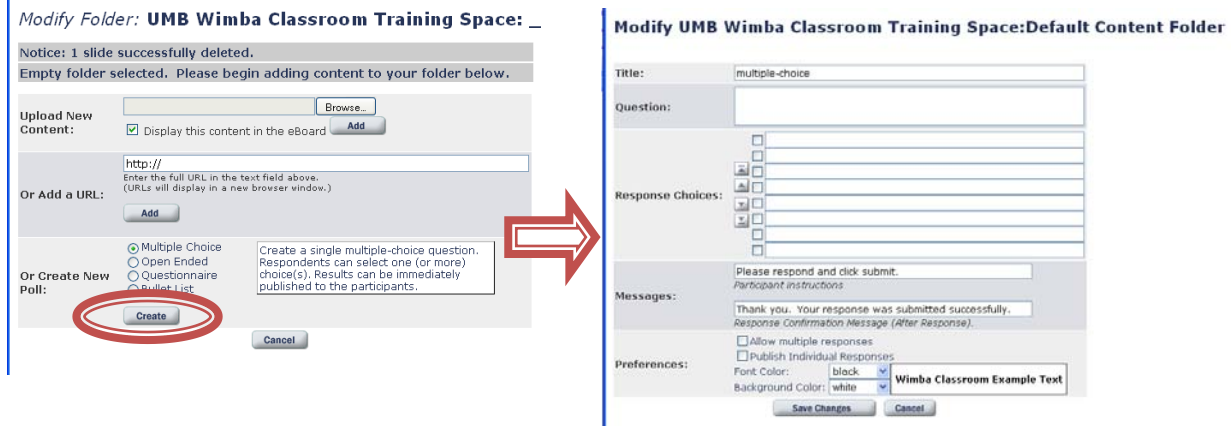 Modify Folder: UMB Wimba Classroom Training Space: _
Notice: 1 slide successfully deleted.
Empty folder selected. Please begin adding content to your folder below.
Upload New Content:
Browse...
Display this content in the eBoard
Add
Or Add a URL:
http://
Enter the full URL in the text field above.
(URLs will display in a new browser window.)
Add
Or Create New Poll:
Multiple Choice
Open Ended
Questionnaire
Bullet List
Create a single multiple-choice question.
Respondents can select one (or more)
choice(s). Results can be immediately
published to the participants.
Create
Cancel
Modify UMB Wimba Classroom Training Space:Default Content Folder
Title:
multiple-choice
Question:
Response Choices:
Messages:
Please respond and click submit.
Participant instructions
Thank you. Your response was submitted successfully.
Response Confirmation Message (After Response).
Preferences:
Allow multiple responses
Publish Individual Responses
Font Color: black
Background Color: white
Wimba Classroom Example Text
Save Changes
Cancel